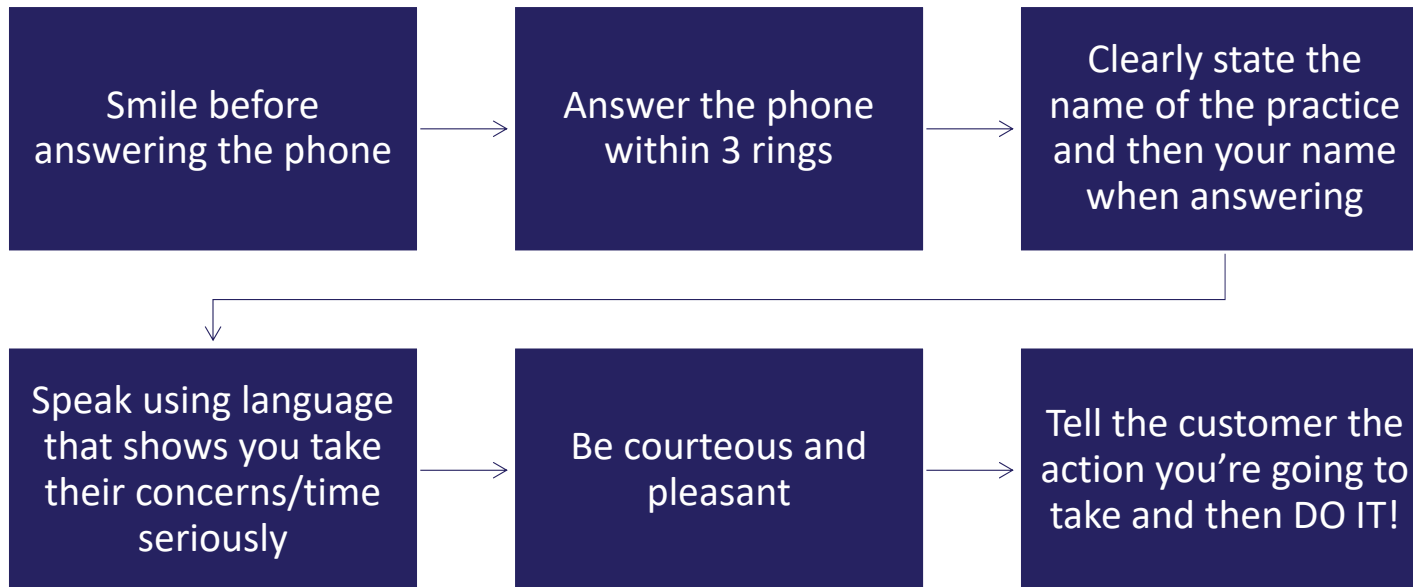 Smile before
answering the phone
Answer the phone
within 3 rings
Clearly state the
name of the practice
and then your name
when answering
Speak using language
that shows you take
their concerns/time
seriously
Be courteous and
pleasant
Tell the customer the
action you’re going to
take and then DO IT!